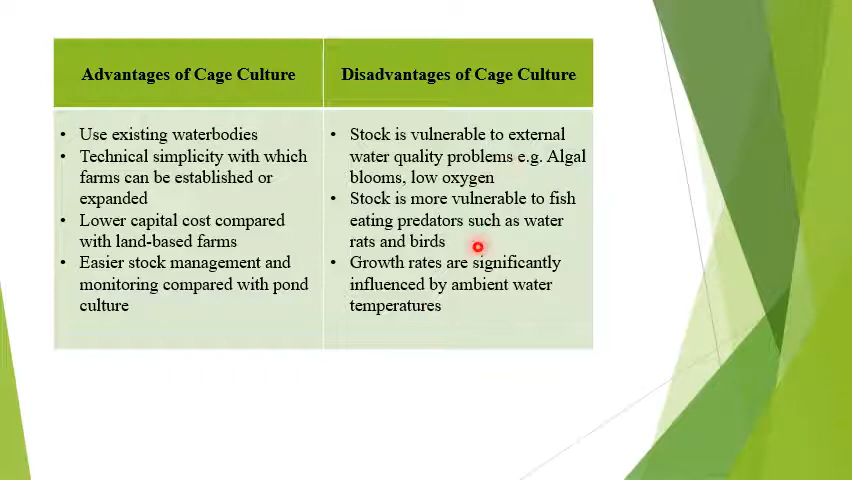 Advantages of Cage Culture
Disadvantages of Cage Culture
• Use existing waterbodies
• Technical simplicity with which
farms can be established or
expanded
• Lower capital cost compared
with land-based farms
• Easier stock management and
monitoring compared with pond
culture
• Stock is vulnerable to external
water quality problems e.g. Algal
blooms, low oxygen
• Stock is more vulnerable to fish
eating predators such as water
rats and birds
• Growth rates are significantly
influenced by ambient water
temperatures